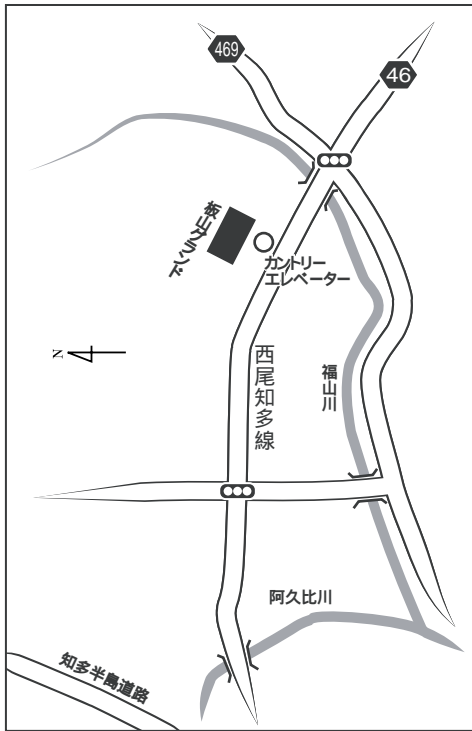 469
46
板山グランド
カントリー
エレベーター
N
西尾知多線
福山川
阿久比川
知多半島道路